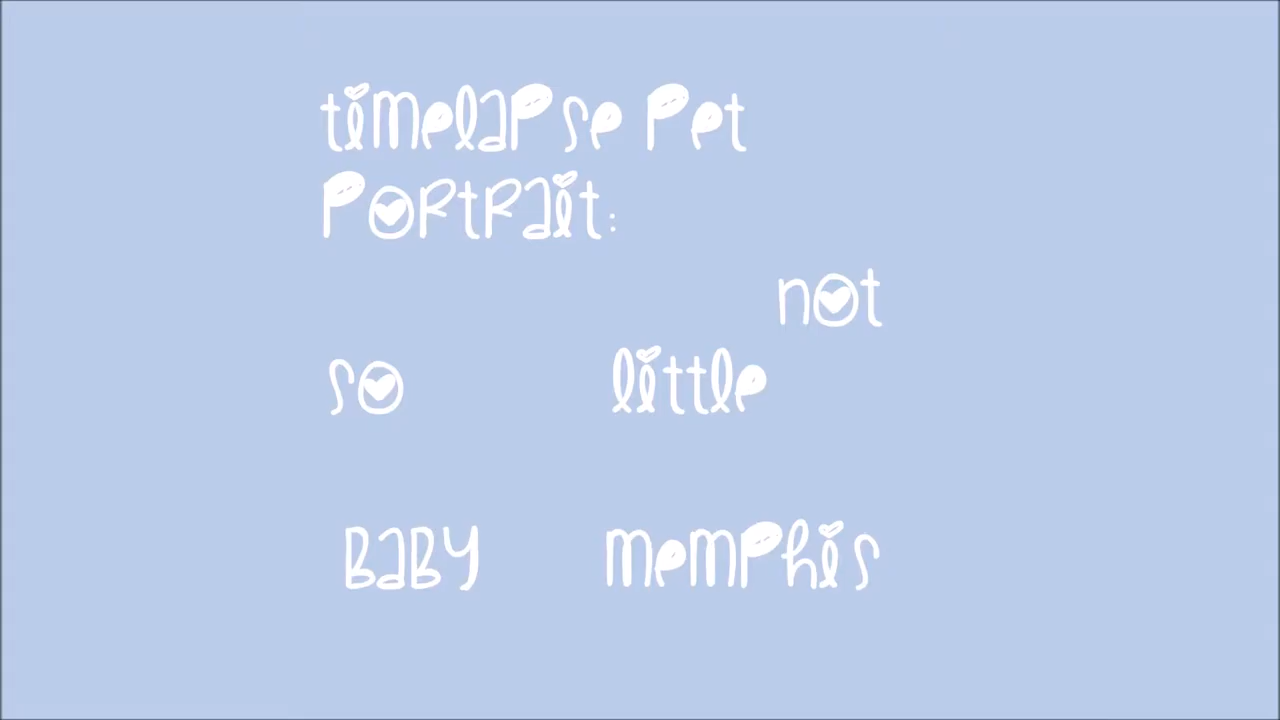 timelapse pet
portrait:
not
so little
baby memphis